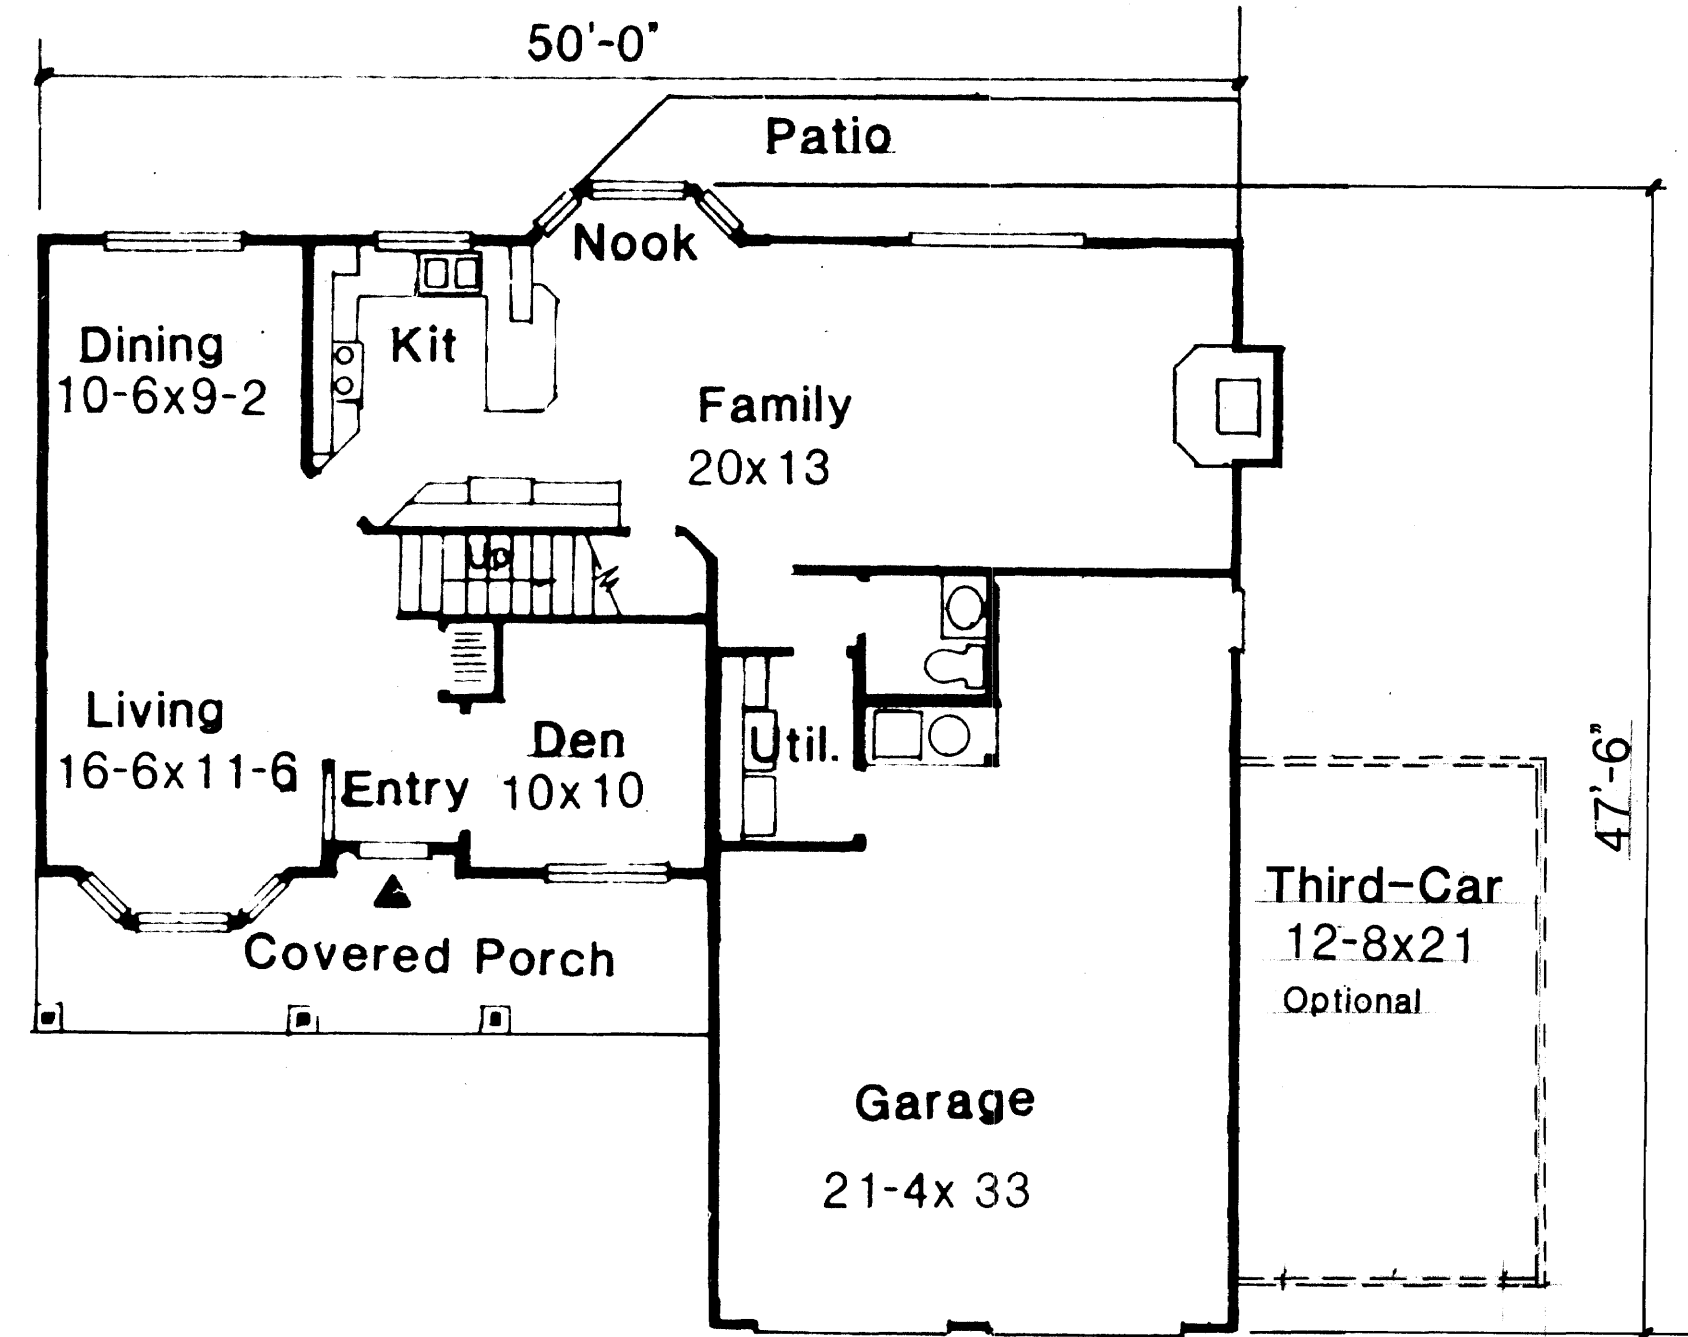 50'-0"
Patio
Nook
Dining
10-6x9-2
Kit
Family
20x13
Up
Living
16-6x11-6
Entry
Den
10x10
Util.
47'-6"
Third-Car
12-8x21
Optional
Covered Porch
Garage
21-4x 33